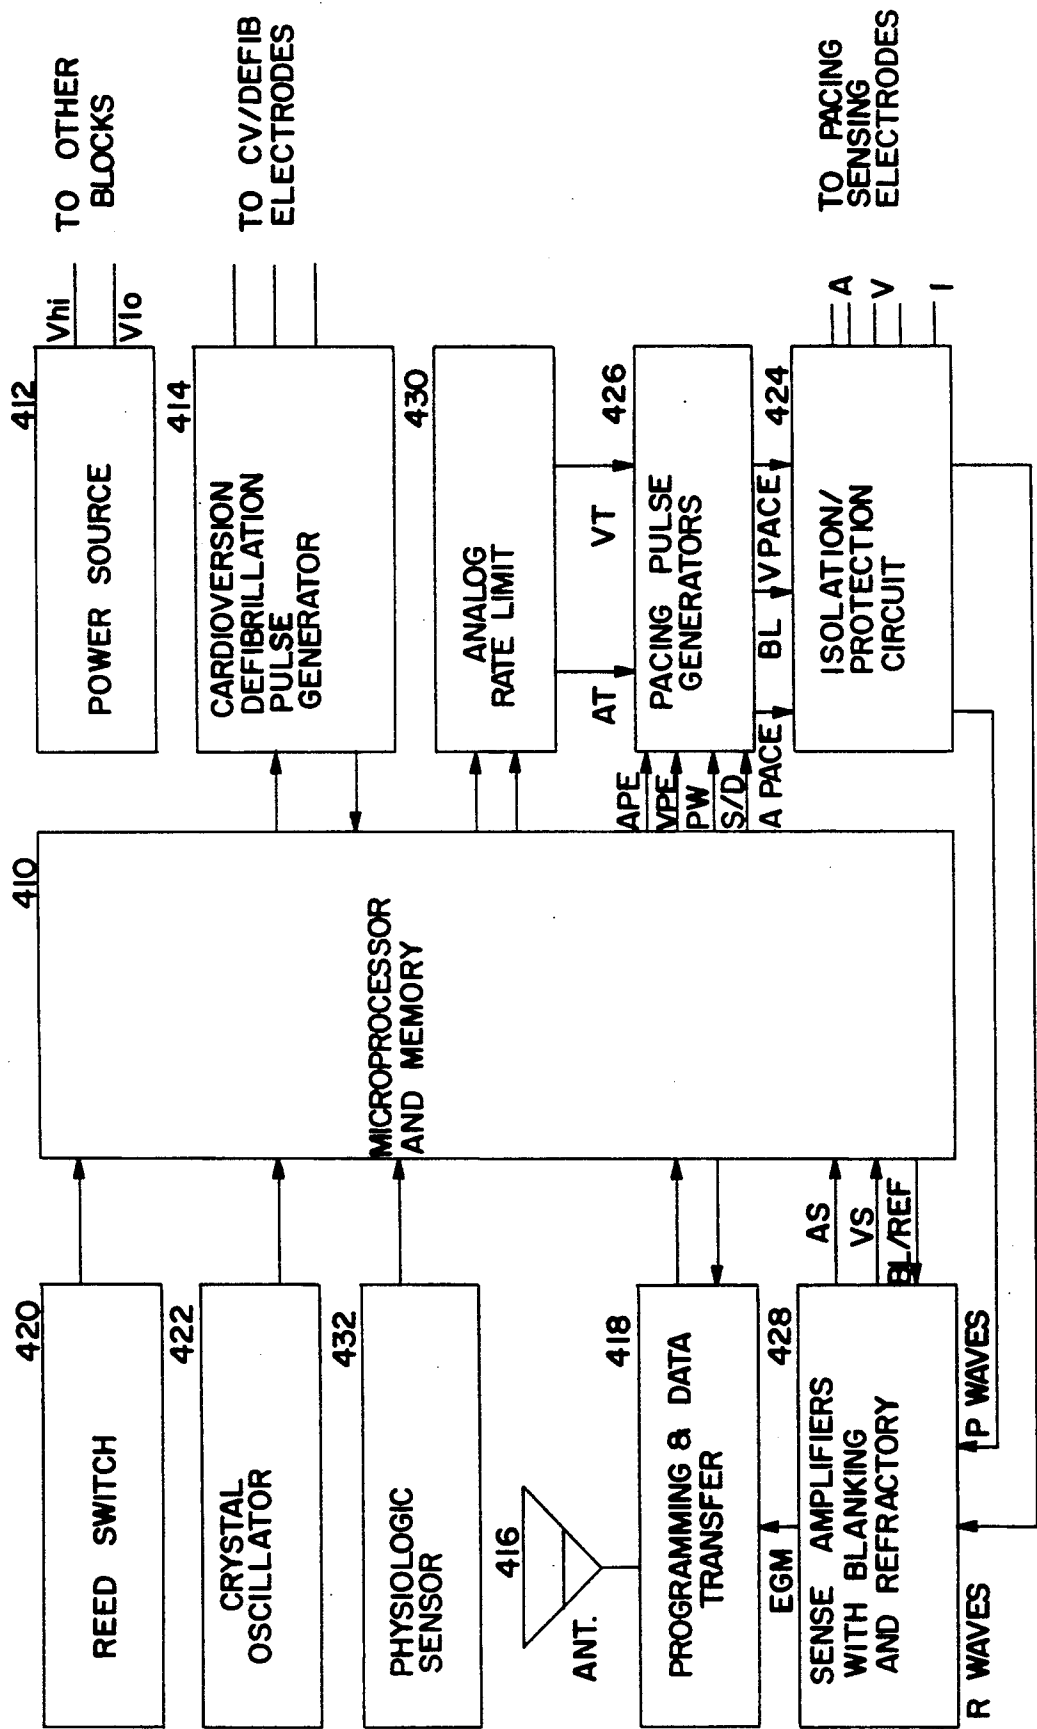 420
REED SWITCH
422
CRYSTAL
OSCILLATOR
432
PHYSIOLOGIC
SENSOR
416
ANT.
418
PROGRAMMING & DATA
TRANSFER
EGM
428
SENSE AMPLIFIERS
WITH BLANKING
AND REFRACTORY
R WAVES
P WAVES
AS
VS
BL/REF
410
MICROPROCESSOR
AND MEMORY
412
POWER SOURCE
Vhi
Vlo
TO OTHER
BLOCKS
414
CARDIOVERSION
DEFIBRILLATION
PULSE
GENERATOR
TO CV/DEFIB
ELECTRODES
430
ANALOG
RATE LIMIT
AT
VT
APE
VPE
PW
S/D
426
PACING PULSE
GENERATORS
A PACE
BL
VPACE
424
ISOLATION/
PROTECTION
CIRCUIT
A
V
I
TO PACING
SENSING
ELECTRODES